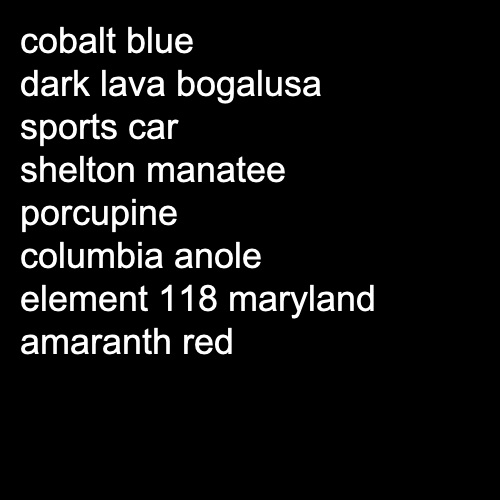 cobalt blue
dark lava bogalusa
sports car
shelton manatee
porcupine
columbia anole
element 118 maryland
amaranth red